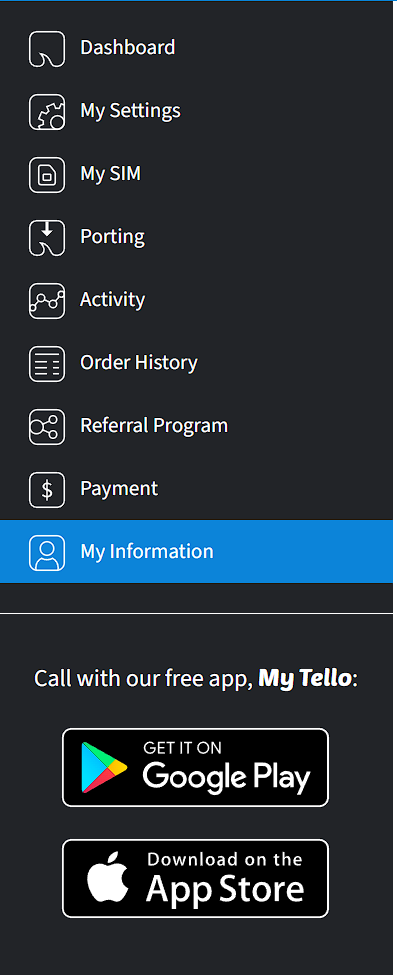 Dashboard
My Settings
My SIM
Porting
Activity
Order History
Referral Program
$
Payment
My Information
Call with our free app, My Tello:
GET IT ON
Google Play
Download on the
App Store